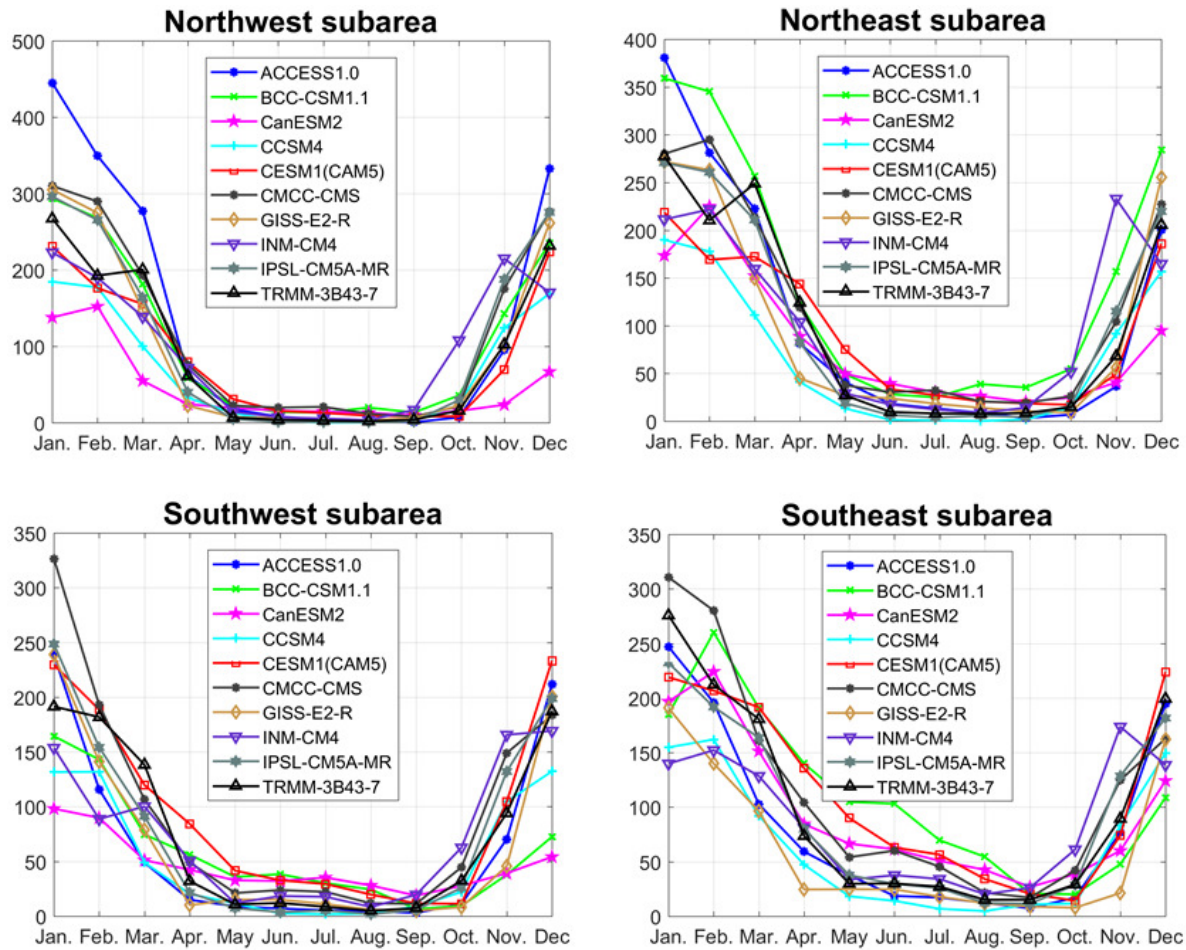 Northwest subarea
500
400
300
200
100
0
ACCESS1.0
BCC-CSM1.1
CanESM2
CCSM4
CESM1(CAM5)
CMCC-CMS
GISS-E2-R
INM-CM4
IPSL-CM5A-MR
TRMM-3B43-7
Jan. Feb. Mar. Apr. May Jun. Jul. Aug. Sep. Oct. Nov. Dec
Northeast subarea
400
350
300
250
200
150
100
50
0
ACCESS1.0
BCC-CSM1.1
CanESM2
CCSM4
CESM1(CAM5)
CMCC-CMS
GISS-E2-R
INM-CM4
IPSL-CM5A-MR
TRMM-3B43-7
Jan. Feb. Mar. Apr. May Jun. Jul. Aug. Sep. Oct. Nov. Dec
Southwest subarea
350
300
250
200
150
100
50
0
ACCESS1.0
BCC-CSM1.1
CanESM2
CCSM4
CESM1(CAM5)
CMCC-CMS
GISS-E2-R
INM-CM4
IPSL-CM5A-MR
TRMM-3B43-7
Jan. Feb. Mar. Apr. May Jun. Jul. Aug. Sep. Oct. Nov. Dec
Southeast subarea
350
300
250
200
150
100
50
0
ACCESS1.0
BCC-CSM1.1
CanESM2
CCSM4
CESM1(CAM5)
CMCC-CMS
GISS-E2-R
INM-CM4
IPSL-CM5A-MR
TRMM-3B43-7
Jan. Feb. Mar. Apr. May Jun. Jul. Aug. Sep. Oct. Nov. Dec